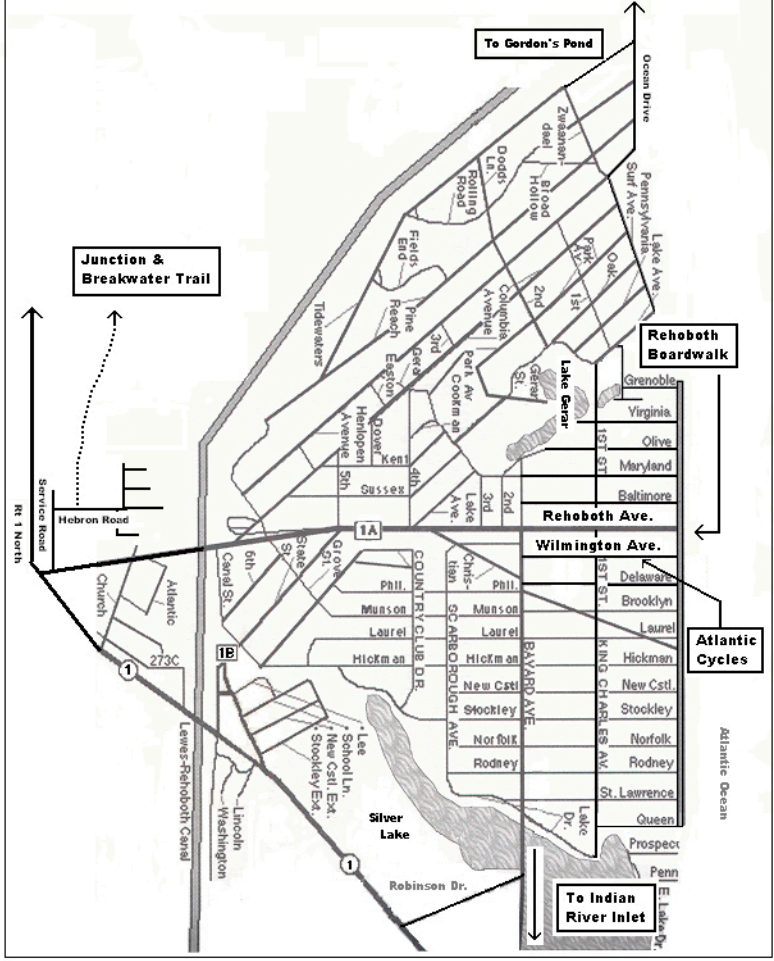 To Gordon's Pond
Ocean Drive
Zwaanan-
dael
Dodds
Ln.
Rolling
Road
Broad
Hollow
Pennsylvania
Surf Ave.
Lake Ave.
Oak
Park
Av
1st
2nd
Fields
End
Columbia
Avenue
Pine
Reach
3rd
Tidewaters
Easton
Park Av
Cookman
Gerar
St.
Lake Gerar
Junction &
Breakwater Trail
Rehoboth
Boardwalk
Grenoble
Virginia
Olive
Maryland
Baltimore
1ST ST
Henlopen
Avenue
Dover
Kent
Sussex
5th
4th
Lake
Ave.
3rd
2nd
Rehoboth Ave.
1A
Wilmington Ave.
Service Road
Rt 1 North
Hebron Road
Church
Atlantic
273C
1
Canal St.
6th
State
St.
Grove
St.
1B
Phil.
Munson
Laurel
Hickman
COUNTRY CLUB DR.
Chris-
tian
Phil.
Munson
Laurel
Hickman
New Cstl
Stockley
Norfolk
Rodney
SCARBOROUGH AVE.
BAYARD AVE.
1ST ST.
KING CHARLES AV.
Delaware
Brooklyn
Laurel
Hickman
New Cstl.
Stockley
Norfolk
Rodney
St. Lawrence
Queen
Prospect
Penn
E. Lake Dr.
Atlantic
Cycles
Atlantic Ocean
Lee
School Ln.
New Cstl. Ext.
Stockley Ext.
Lincoln
Washington
Lewes-Rehoboth Canal
Silver
Lake
Lake
Dr.
1
Robinson Dr.
To Indian
River Inlet